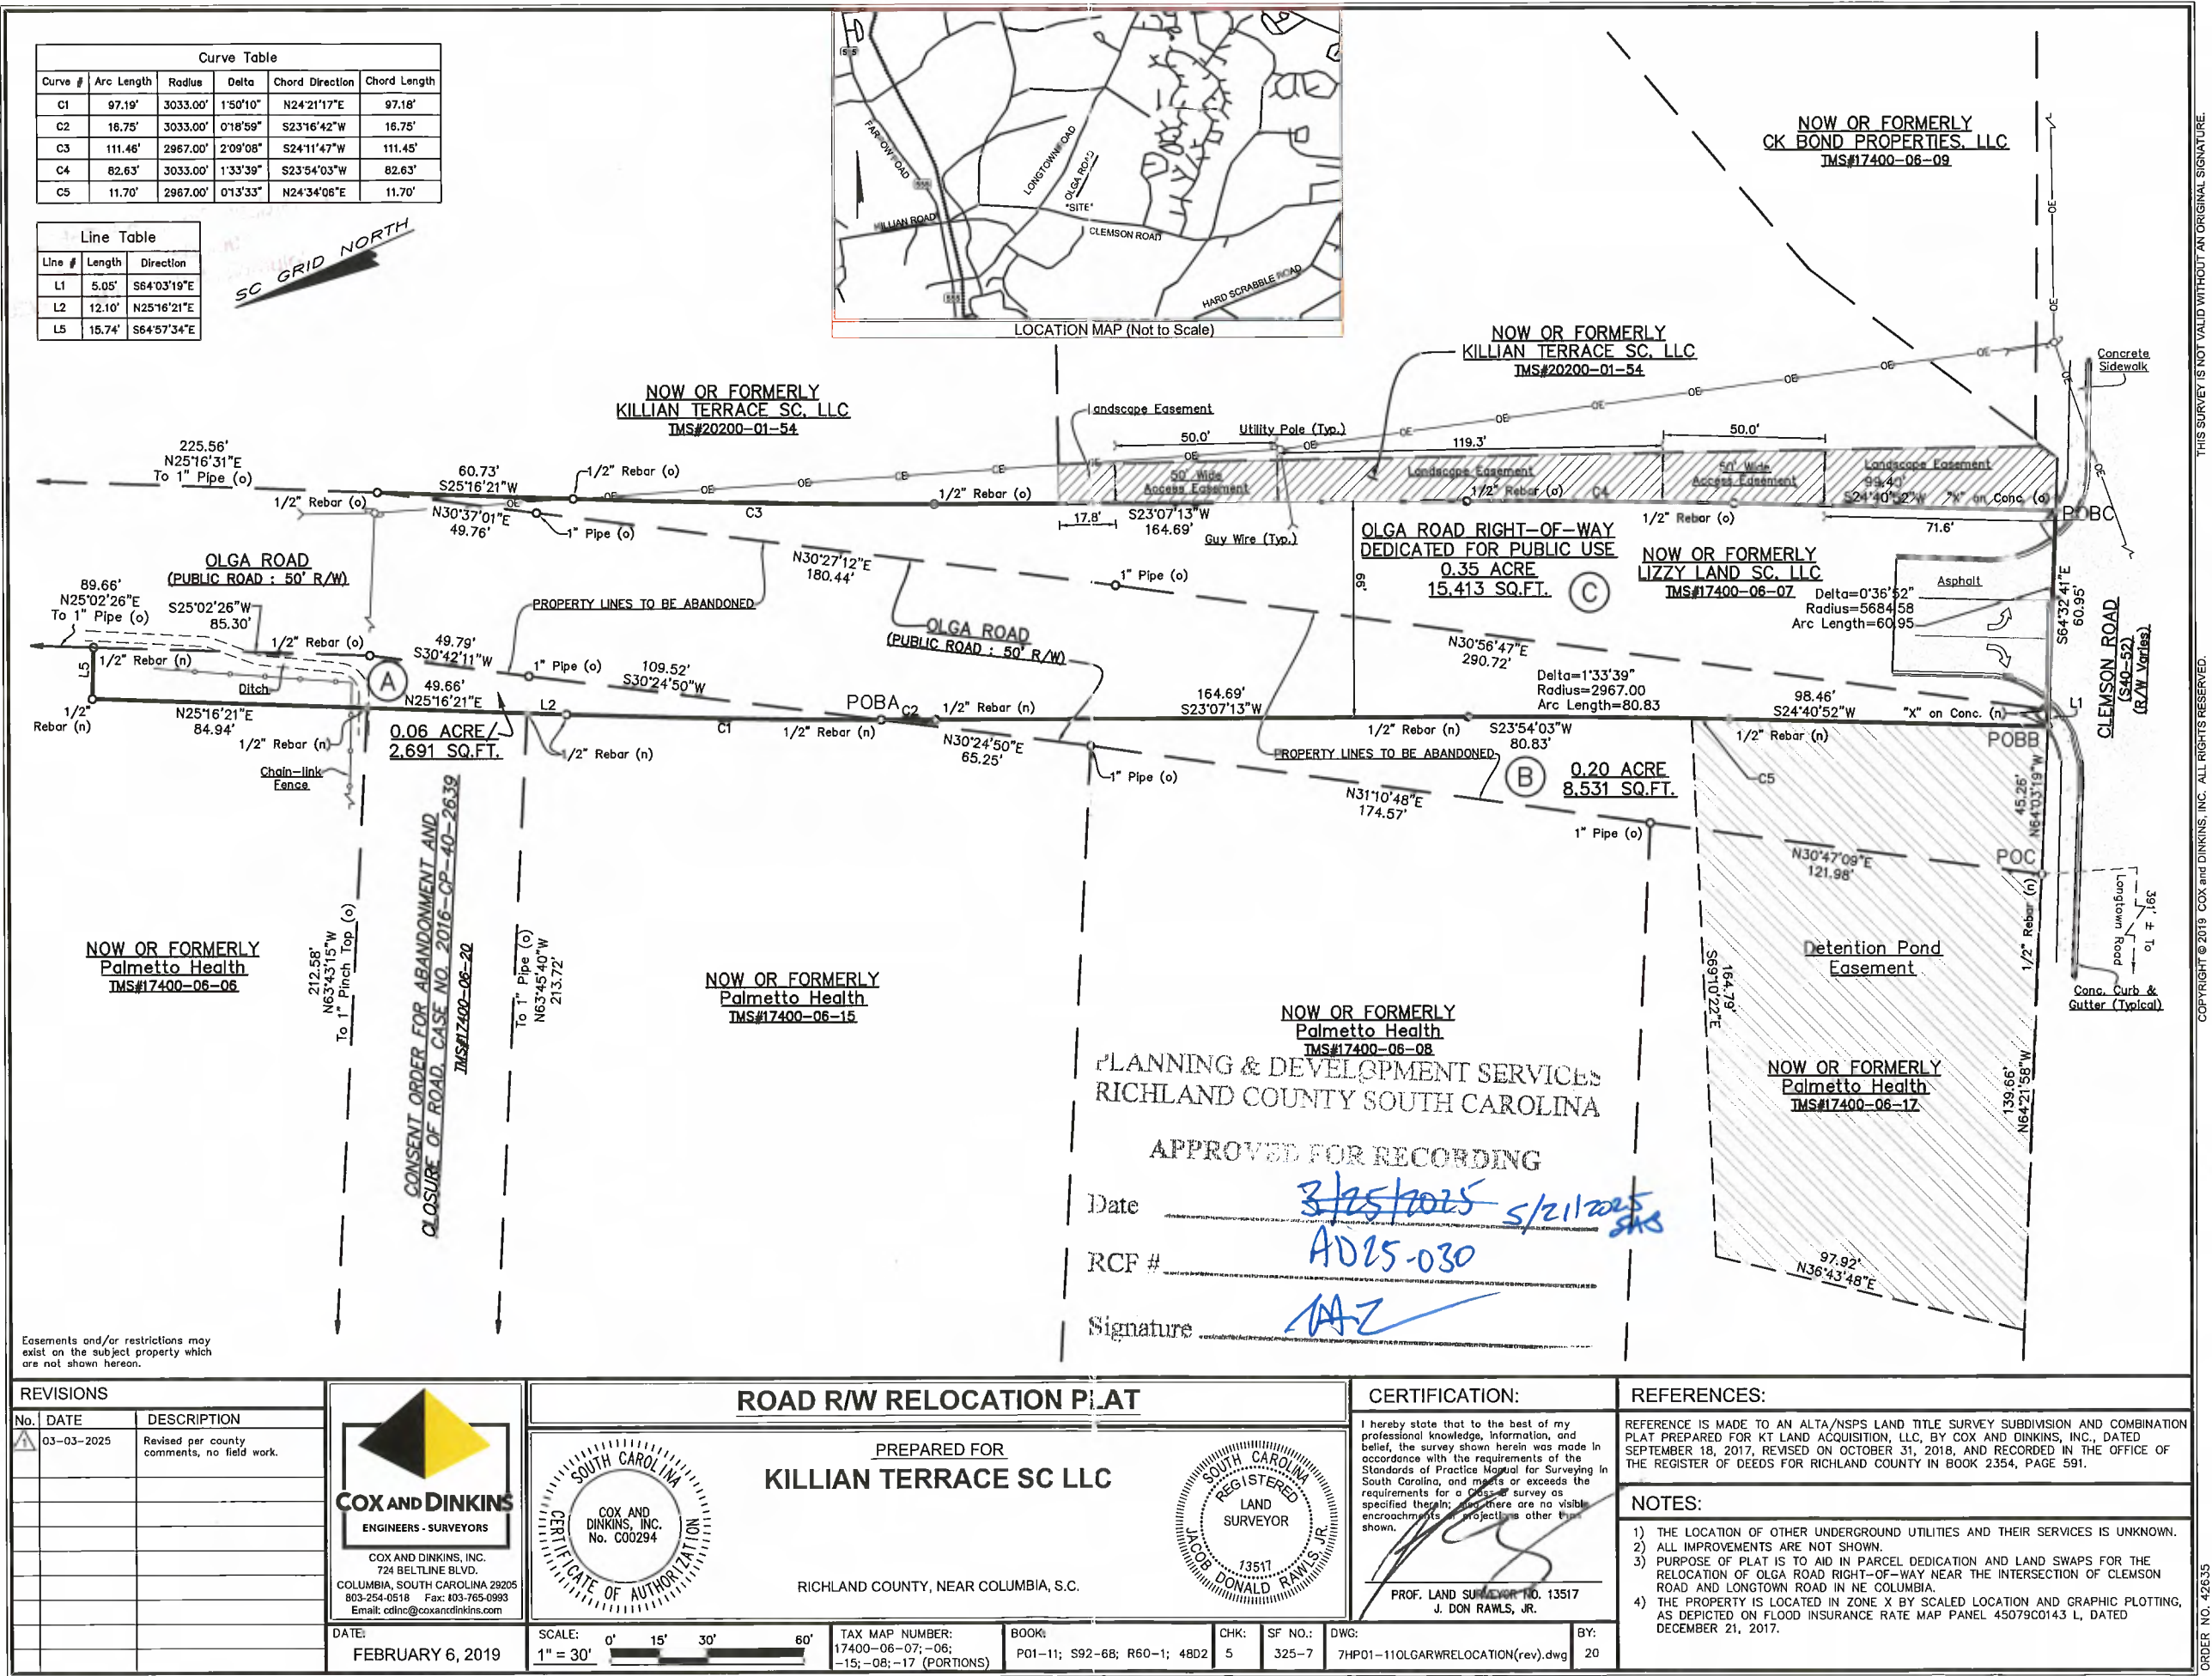 Curve Table
Curve # Arc Length Radius Delta Chord Direction Chord Length
C1 97.19' 3033.00' 1°50'10" N24°21'17"E 97.18'
C2 16.75' 3033.00' 0°18'59" S23°16'42"W 16.75'
C3 111.46' 2967.00' 2°09'08" S24°11'47"W 111.45'
C4 82.63' 3033.00' 1°33'39" S23°54'03"W 82.63'
C5 11.70' 2967.00' 0°13'33" N24°34'06"E 11.70'
Line Table
Line # Length Direction
L1 5.05' S64°03'19"E
L2 12.10' N25°16'21"E
L5 15.74' S64°57'34"E
SC GRID NORTH
FARROW ROAD
555
KILLIAN ROAD
LONGTOWN ROAD
OLGA ROAD
"SITE"
CLEMSON ROAD
HARD SCRABBLE ROAD
555
LOCATION MAP (Not to Scale)
NOW OR FORMERLY
CK BOND PROPERTIES, LLC
TMS#17400-06-09
NOW OR FORMERLY
KILLIAN TERRACE SC, LLC
TMS#20200-01-54
NOW OR FORMERLY
KILLIAN TERRACE SC, LLC
TMS#20200-01-54
Concrete
Sidewalk
Landscape Easement
50.0'
Utility Pole (Typ.)
119.3'
50.0'
50' Wide
Access Easement
Landscape Easement
50' Wide
Access Easement
Landscape Easement
99.40'
S24°40'52"W "X" on Conc. (o)
POBC
225.56'
N25°16'31"E
To 1" Pipe (o)
60.73'
S25°16'21"W
1/2" Rebar (o)
1/2" Rebar (o)
N30°37'01"E
49.76'
1" Pipe (o)
C3
1/2" Rebar (o)
17.8'
S23°07'13"W
164.69'
Guy Wire (Typ.)
1/2" Rebar (o)
C4
1/2" Rebar (o)
71.6'
OLGA ROAD
(PUBLIC ROAD : 50' R/W)
89.66'
N25°02'26"E
To 1" Pipe (o)
S25°02'26"W
85.30'
1/2" Rebar (o)
N30°27'12"E
180.44'
1" Pipe (o)
66'
OLGA ROAD RIGHT-OF-WAY
DEDICATED FOR PUBLIC USE
0.35 ACRE
15,413 SQ.FT.
C
NOW OR FORMERLY
LIZZY LAND SC, LLC
TMS#17400-06-07
Asphalt
Delta=0°36'52"
Radius=5684.58
Arc Length=60.95
S64°32'41"E
60.95'
CLEMSON ROAD
(S40-52)
(R/W Varies)
PROPERTY LINES TO BE ABANDONED
OLGA ROAD
(PUBLIC ROAD : 50' R/W)
N30°56'47"E
290.72'
1/2" Rebar (n)
L5
Ditch
A
49.79'
S30°42'11"W
1" Pipe (o)
109.52'
S30°24'50"W
49.66'
N25°16'21"E
L2
1/2"
Rebar (n)
N25°16'21"E
84.94'
1/2" Rebar (n)
0.06 ACRE
2,691 SQ.FT.
1/2" Rebar (n)
C1
POBA
C2
1/2" Rebar (n)
1/2" Rebar (n)
N30°24'50"E
65.25'
1" Pipe (o)
164.69'
S23°07'13"W
Delta=1°33'39"
Radius=2967.00
Arc Length=80.83
1/2" Rebar (n)
S23°54'03"W
80.83'
98.46'
S24°40'52"W
"X" on Conc. (n)
1/2" Rebar (n)
L1
POBB
PROPERTY LINES TO BE ABANDONED
B
0.20 ACRE
8,531 SQ.FT.
C5
N31°10'48"E
174.57'
1" Pipe (o)
45.26'
N64°03'19"W
Chain-link
Fence
N30°47'09"E
121.98'
POC
1/2" Rebar (n)
391' ± To
Longtown Road
Conc. Curb &
Gutter (Typical)
Detention Pond
Easement
164.79'
S69°10'22"E
139.66'
N64°21'58"W
97.92'
N36°43'48"E
NOW OR FORMERLY
Palmetto Health
TMS#17400-06-06
212.58'
N63°43'15"W
To 1" Pinch Top (o)
CONSENT ORDER FOR ABANDONMENT AND
CLOSURE OF ROAD, CASE NO. 2016-CP-40-2639
TMS#17400-06-20
To 1" Pipe (o)
N63°45'40"W
213.72'
NOW OR FORMERLY
Palmetto Health
TMS#17400-06-15
NOW OR FORMERLY
Palmetto Health
TMS#17400-06-08
NOW OR FORMERLY
Palmetto Health
TMS#17400-06-17
PLANNING & DEVELOPMENT SERVICES
RICHLAND COUNTY SOUTH CAROLINA
APPROVED FOR RECORDING
Date 3/25/2025 5/21/2025
SAS
RCF # AD25-030
Signature
Easements and/or restrictions may
exist on the subject property which
are not shown hereon.
THIS SURVEY IS NOT VALID WITHOUT AN ORIGINAL SIGNATURE.
COPYRIGHT © 2019 COX and DINKINS, INC. ALL RIGHTS RESERVED.
ORDER NO. 42635
REVISIONS
No. DATE DESCRIPTION
1 03-03-2025 Revised per county
comments, no field work.
COX AND DINKINS
ENGINEERS - SURVEYORS
COX AND DINKINS, INC.
724 BELTLINE BLVD.
COLUMBIA, SOUTH CAROLINA 29205
803-254-0518 Fax: 803-765-0993
Email: cdinc@coxanddinkins.com
DATE:
FEBRUARY 6, 2019
ROAD R/W RELOCATION PLAT
PREPARED FOR
KILLIAN TERRACE SC LLC
RICHLAND COUNTY, NEAR COLUMBIA, S.C.
SOUTH CAROLINA
COX AND
DINKINS, INC.
No. C00294
CERTIFICATE OF AUTHORIZATION
SOUTH CAROLINA
REGISTERED
LAND
SURVEYOR
13517
JACOB DONALD RAWLS JR.
SCALE:
1" = 30'
0' 15' 30' 60'
TAX MAP NUMBER:
17400-06-07; -06;
-15;-08;-17 (PORTIONS)
BOOK:
P01-11; S92-68; R60-1; 48D2
CHK:
5
SF NO.:
325-7
DWG:
7HP01-11OLGARWRELOCATION(rev).dwg
BY:
20
CERTIFICATION:
I hereby state that to the best of my
professional knowledge, information, and
belief, the survey shown herein was made in
accordance with the requirements of the
Standards of Practice Manual for Surveying in
South Carolina, and meets or exceeds the
requirements for a Class survey as
specified therein; also there are no visible
encroachments or projections other than
shown.
PROF. LAND SURVEYOR NO. 13517
J. DON RAWLS, JR.
REFERENCES:
REFERENCE IS MADE TO AN ALTA/NSPS LAND TITLE SURVEY SUBDIVISION AND COMBINATION
PLAT PREPARED FOR KT LAND ACQUISITION, LLC, BY COX AND DINKINS, INC., DATED
SEPTEMBER 18, 2017, REVISED ON OCTOBER 31, 2018, AND RECORDED IN THE OFFICE OF
THE REGISTER OF DEEDS FOR RICHLAND COUNTY IN BOOK 2354, PAGE 591.
NOTES:
1) THE LOCATION OF OTHER UNDERGROUND UTILITIES AND THEIR SERVICES IS UNKNOWN.
2) ALL IMPROVEMENTS ARE NOT SHOWN.
3) PURPOSE OF PLAT IS TO AID IN PARCEL DEDICATION AND LAND SWAPS FOR THE
RELOCATION OF OLGA ROAD RIGHT-OF-WAY NEAR THE INTERSECTION OF CLEMSON
ROAD AND LONGTOWN ROAD IN NE COLUMBIA.
4) THE PROPERTY IS LOCATED IN ZONE X BY SCALED LOCATION AND GRAPHIC PLOTTING,
AS DEPICTED ON FLOOD INSURANCE RATE MAP PANEL 45079C0143 L, DATED
DECEMBER 21, 2017.